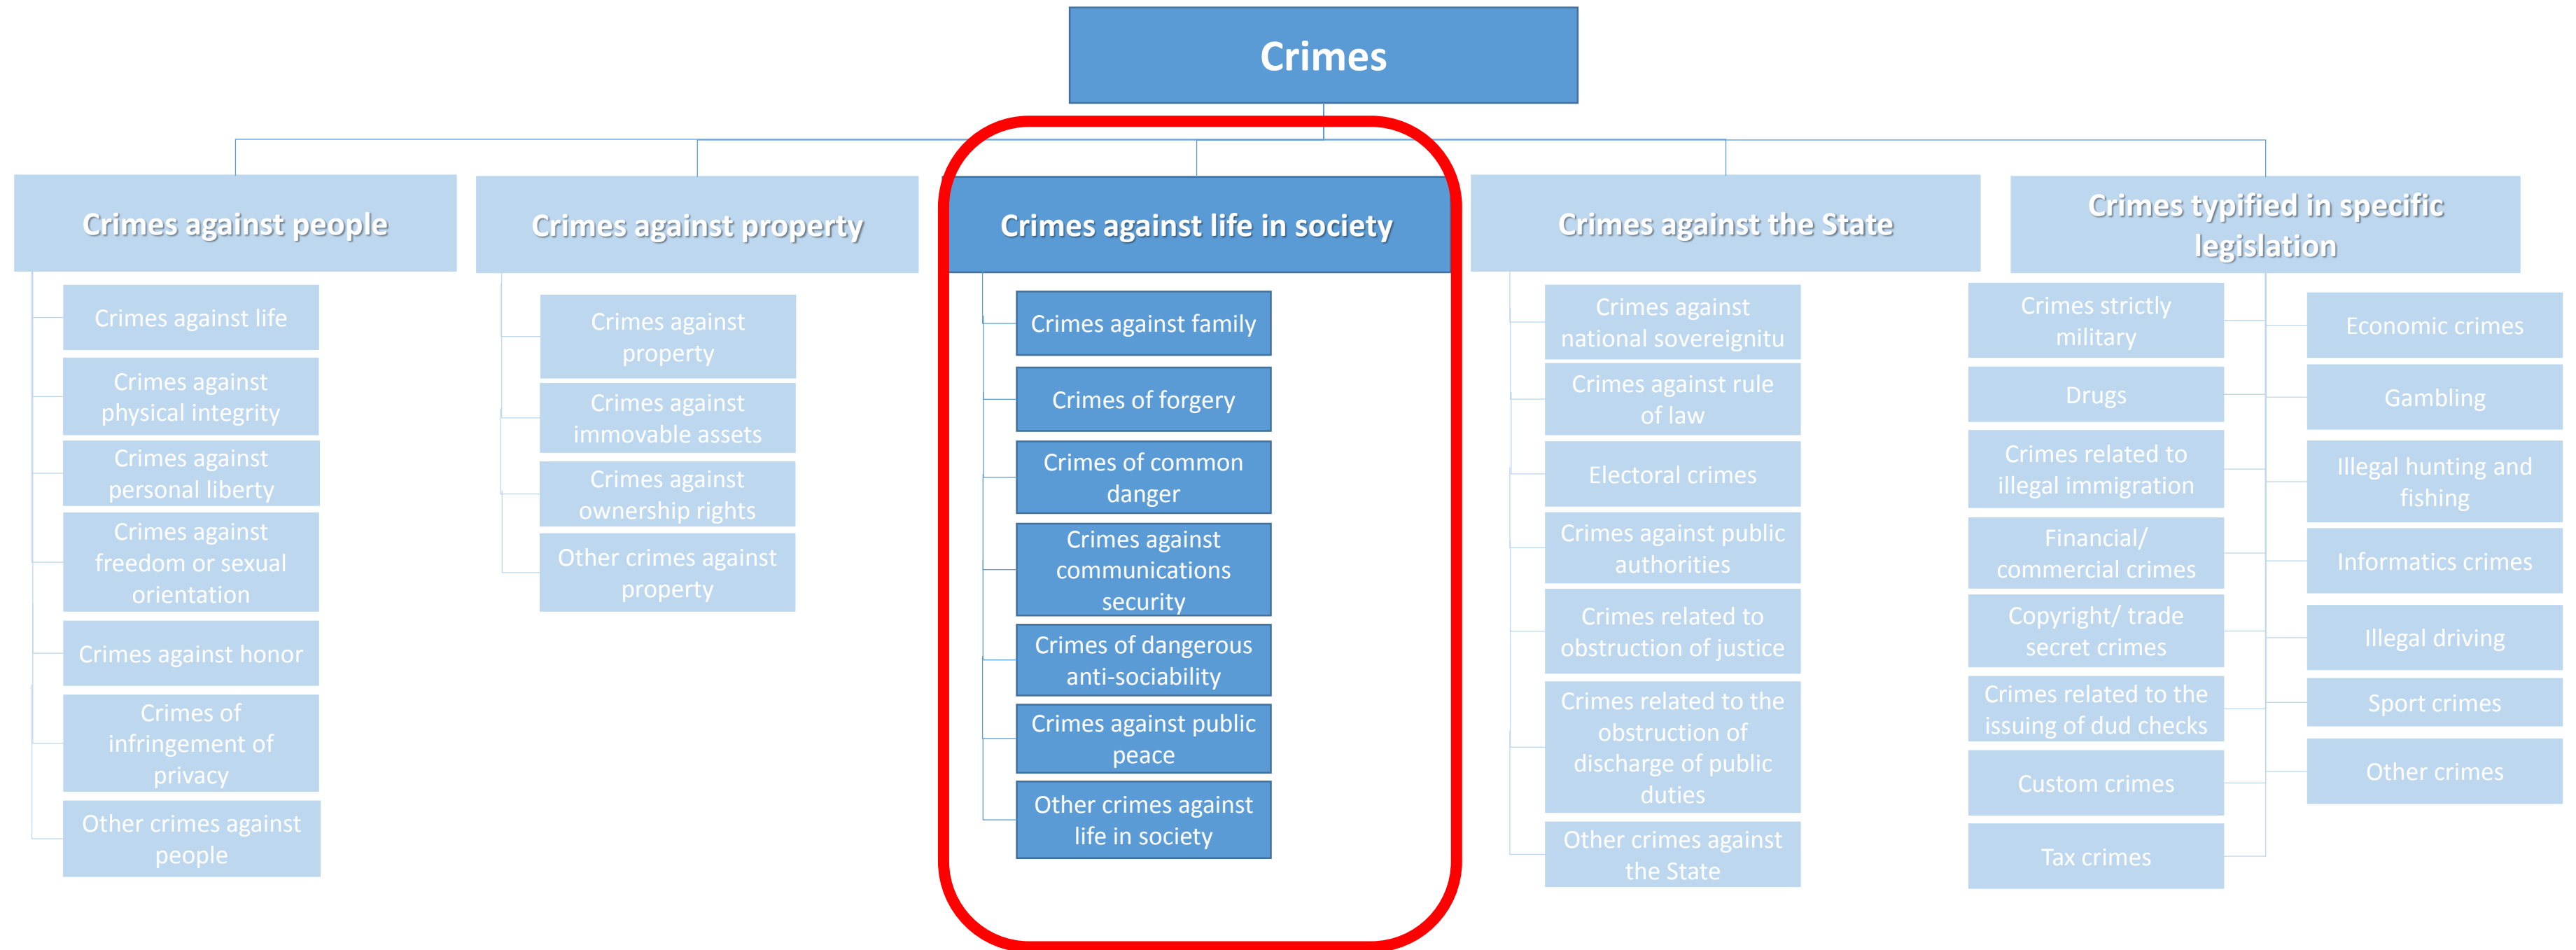 Crimes
Crimes against people
Crimes against life
Crimes against
physical integrity
Crimes against
personal liberty
Crimes against
freedom or sexual
orientation
Crimes against honor
Crimes of
infringement of
privacy
Other crimes against
people
Crimes against property
Crimes against
property
Crimes against
immovable assets
Crimes against
ownership rights
Other crimes against
property
Crimes against life in society
Crimes against family
Crimes of forgery
Crimes of common
danger
Crimes against
communications
security
Crimes of dangerous
anti-sociability
Crimes against public
peace
Other crimes against
life in society
Crimes against the State
Crimes against
national sovereignitu
Crimes against rule
of law
Electoral crimes
Crimes against public
authorities
Crimes related to
obstruction of justice
Crimes related to the
obstruction of
discharge of public
duties
Other crimes against
the State
Crimes typified in specific
legislation
Crimes strictly
military
Drugs
Crimes related to
illegal immigration
Financial/
commercial crimes
Copyright/ trade
secret crimes
Crimes related to the
issuing of dud checks
Custom crimes
Tax crimes
Economic crimes
Gambling
Illegal hunting and
fishing
Informatics crimes
Illegal driving
Sport crimes
Other crimes